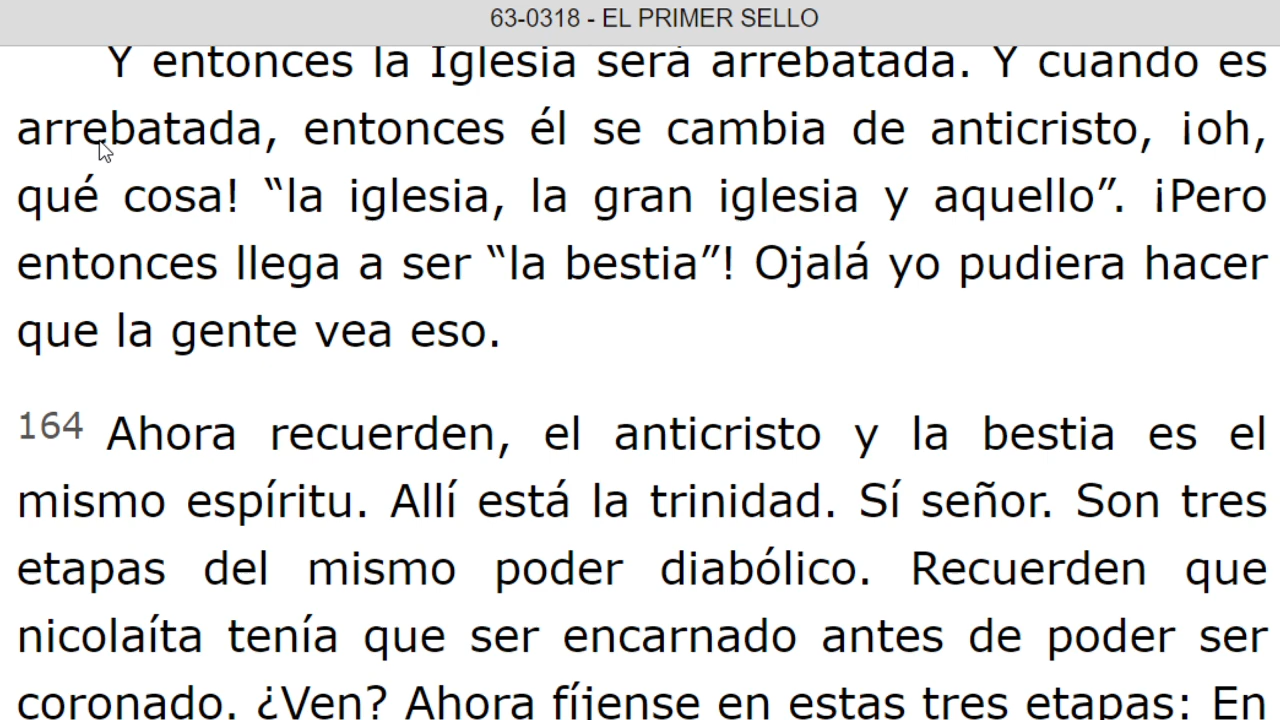 63-0318 - EL PRIMER SELLO
Y entonces la Iglesia será arrebatada. Y cuando es
arrebatada, entonces él se cambia de anticristo, ¡oh,
qué cosa! “la iglesia, la gran iglesia y aquello”. ¡Pero
entonces llega a ser “la bestia”! Ojalá yo pudiera hacer
que la gente vea eso.
164 Ahora recuerden, el anticristo y la bestia es el
mismo espíritu. Allí está la trinidad. Sí señor. Son tres
etapas del mismo poder diabólico. Recuerden que
nicolaíta tenía que ser encarnado antes de poder ser
coronado. ¿Ven? Ahora fíjense en estas tres etapas: En